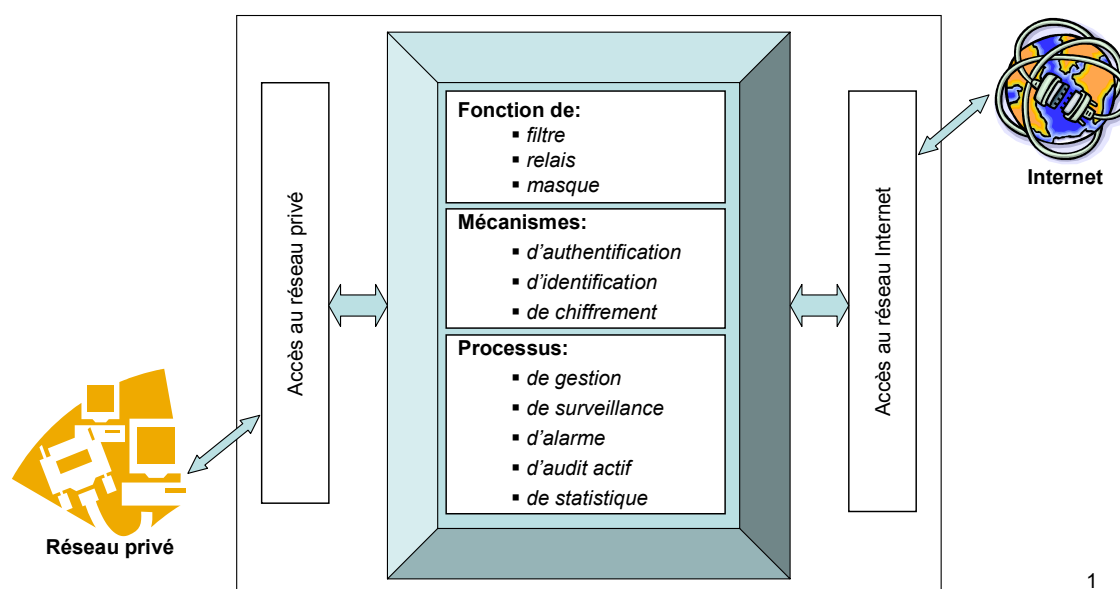 Fonction de:
▪ filtre
▪ relais
▪ masque
Mécanismes:
▪ d’authentification
▪ d’identification
▪ de chiffrement
Processus:
▪ de gestion
▪ de surveillance
▪ d’alarme
▪ d’audit actif
▪ de statistique
Accès au réseau privé
Accès au réseau Internet
Internet
Réseau privé
1